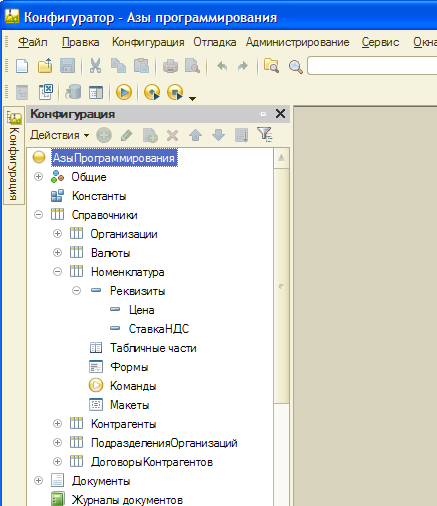 Конфигуратор - Азы программирования
Файл Правка Конфигурация Отладка Администрирование Сервис Окна
Конфигурация
Конфигурация
Действия
АзыПрограммирования
Общие
Константы
Справочники
Организации
Валюты
Номенклатура
Реквизиты
Цена
СтавкаНДС
Табличные части
Формы
Команды
Макеты
Контрагенты
ПодразделенияОрганизаций
ДоговорыКонтрагентов
Документы
Журналы документов